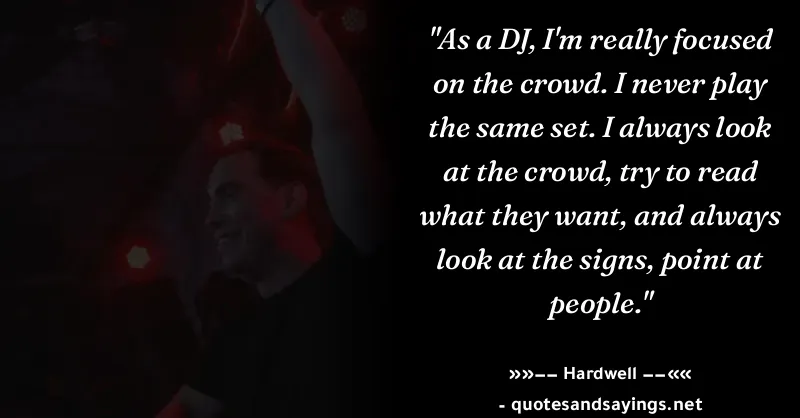 "As a DJ, I'm really focused
on the crowd. I never play
the same set. I always look
at the crowd, try to read
what they want, and always
look at the signs, point at
people."
»»−− Hardwell −−««
- quotesandsayings.net